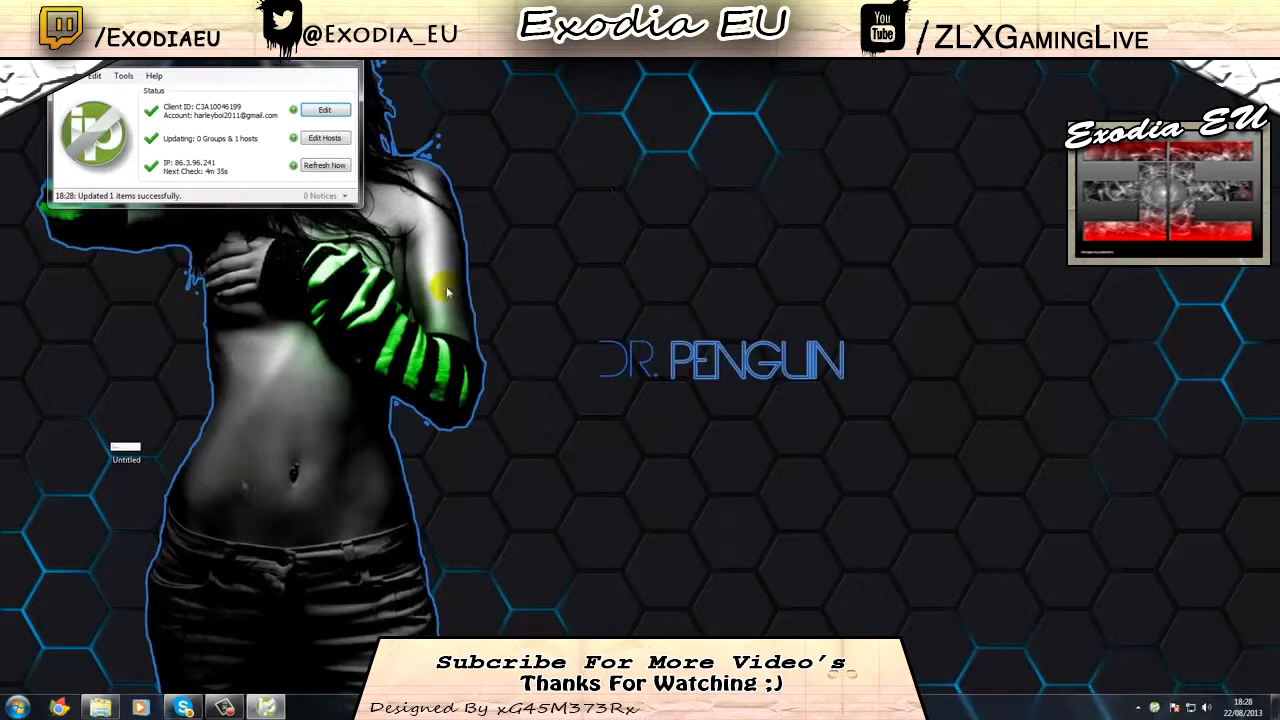 /EXODIAEU
@EXODIA_EU
Exodia EU
You
Tube
/ZLXGAMINGLIVE
Edit Tools Help
Status
Client ID: C3A10046199
Account: harleyboi2011@gmail.com
Edit
Updating: 0 Groups & 1 hosts
Edit Hosts
IP: 86.3.96.241
Next Check: 4m 35s
Refresh Now
18:28: Updated 1 items successfully.
0 Notices
ip
Exodia EU
DR. PENGUIN
Untitled
Subcribe For More Video's
Thanks For Watching ;)
Designed By xG45M373Rx
18:28
22/08/2013